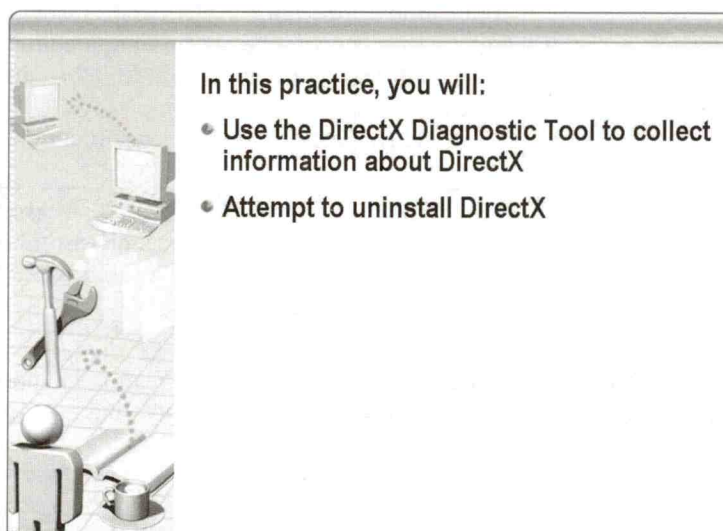 In this practice, you will:
Use the DirectX Diagnostic Tool to collect
information about DirectX
Attempt to uninstall DirectX